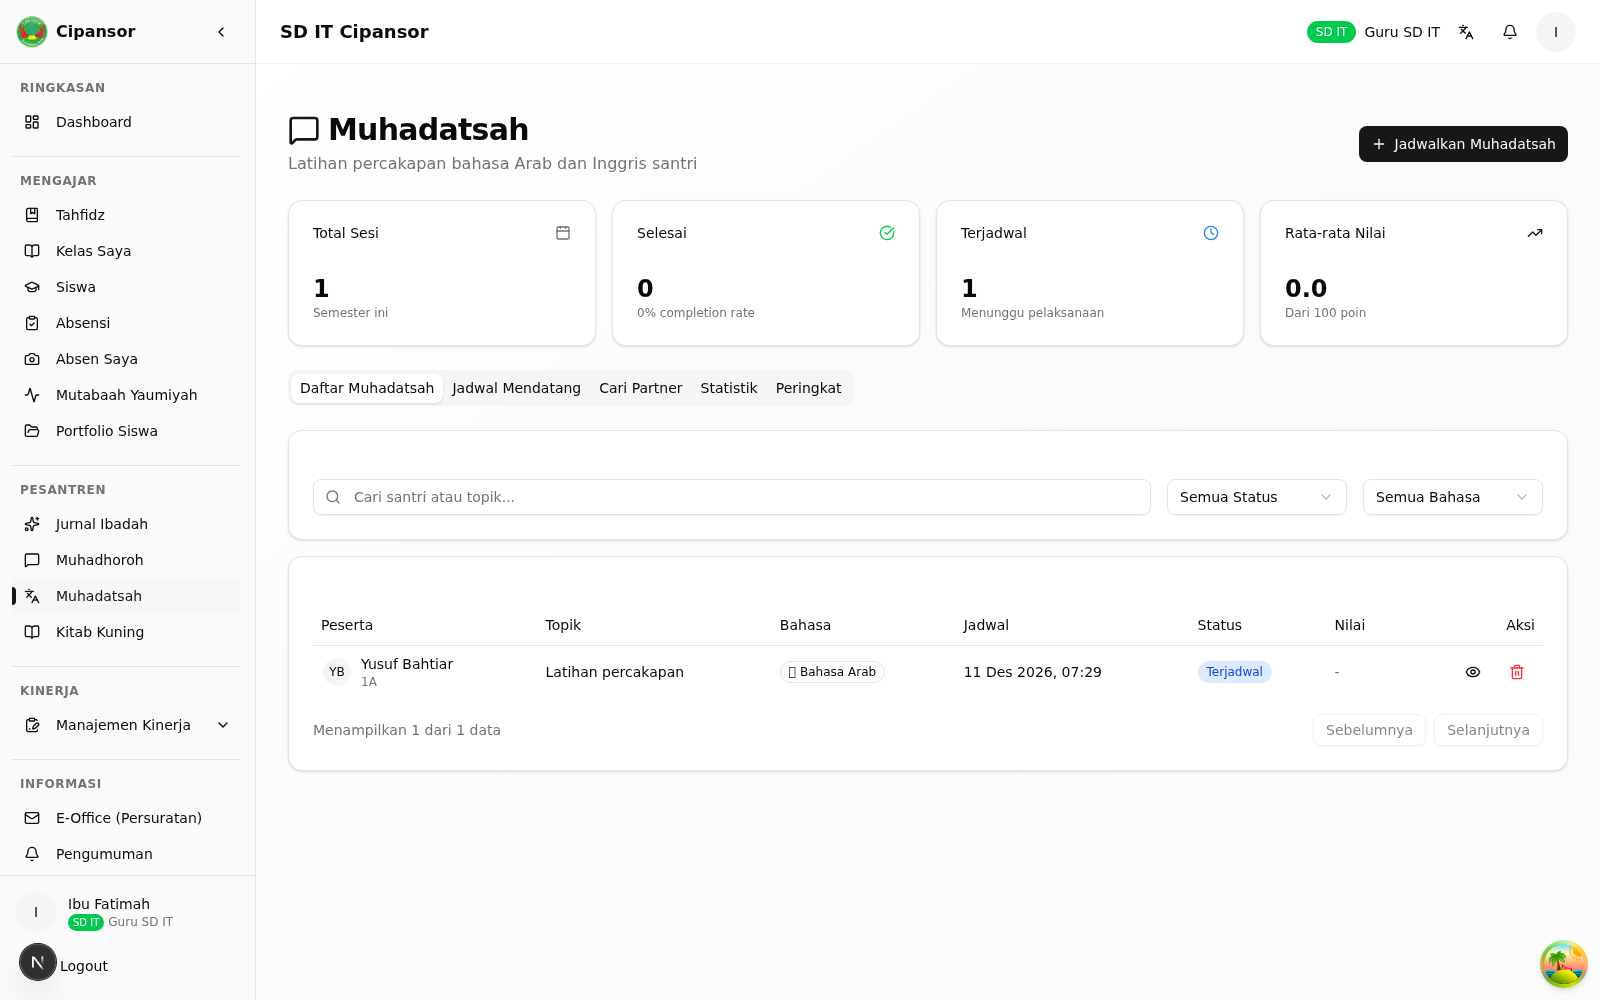 Cipansor
SD IT Cipansor
SD IT
Guru SD IT
I
RINGKASAN
Dashboard
MENGAJAR
Tahfidz
Kelas Saya
Siswa
Absensi
Absen Saya
Mutabaah Yaumiyah
Portfolio Siswa
PESANTREN
Jurnal Ibadah
Muhadhoroh
Muhadatsah
Kitab Kuning
KINERJA
Manajemen Kinerja
INFORMASI
E-Office (Persuratan)
Pengumuman
I
Ibu Fatimah
SD IT Guru SD IT
N
Logout
Muhadatsah
Latihan percakapan bahasa Arab dan Inggris santri
Jadwalkan Muhadatsah
Total Sesi
1
Semester ini
Selesai
0
0% completion rate
Terjadwal
1
Menunggu pelaksanaan
Rata-rata Nilai
0.0
Dari 100 poin
Daftar Muhadatsah Jadwal Mendatang Cari Partner Statistik Peringkat
Cari santri atau topik...
Semua Status
Semua Bahasa
Peserta Topik Bahasa Jadwal Status Nilai Aksi
YB Yusuf Bahtiar
1A
Latihan percakapan
Bahasa Arab
11 Des 2026, 07:29
Terjadwal
-
Menampilkan 1 dari 1 data
Sebelumnya
Selanjutnya